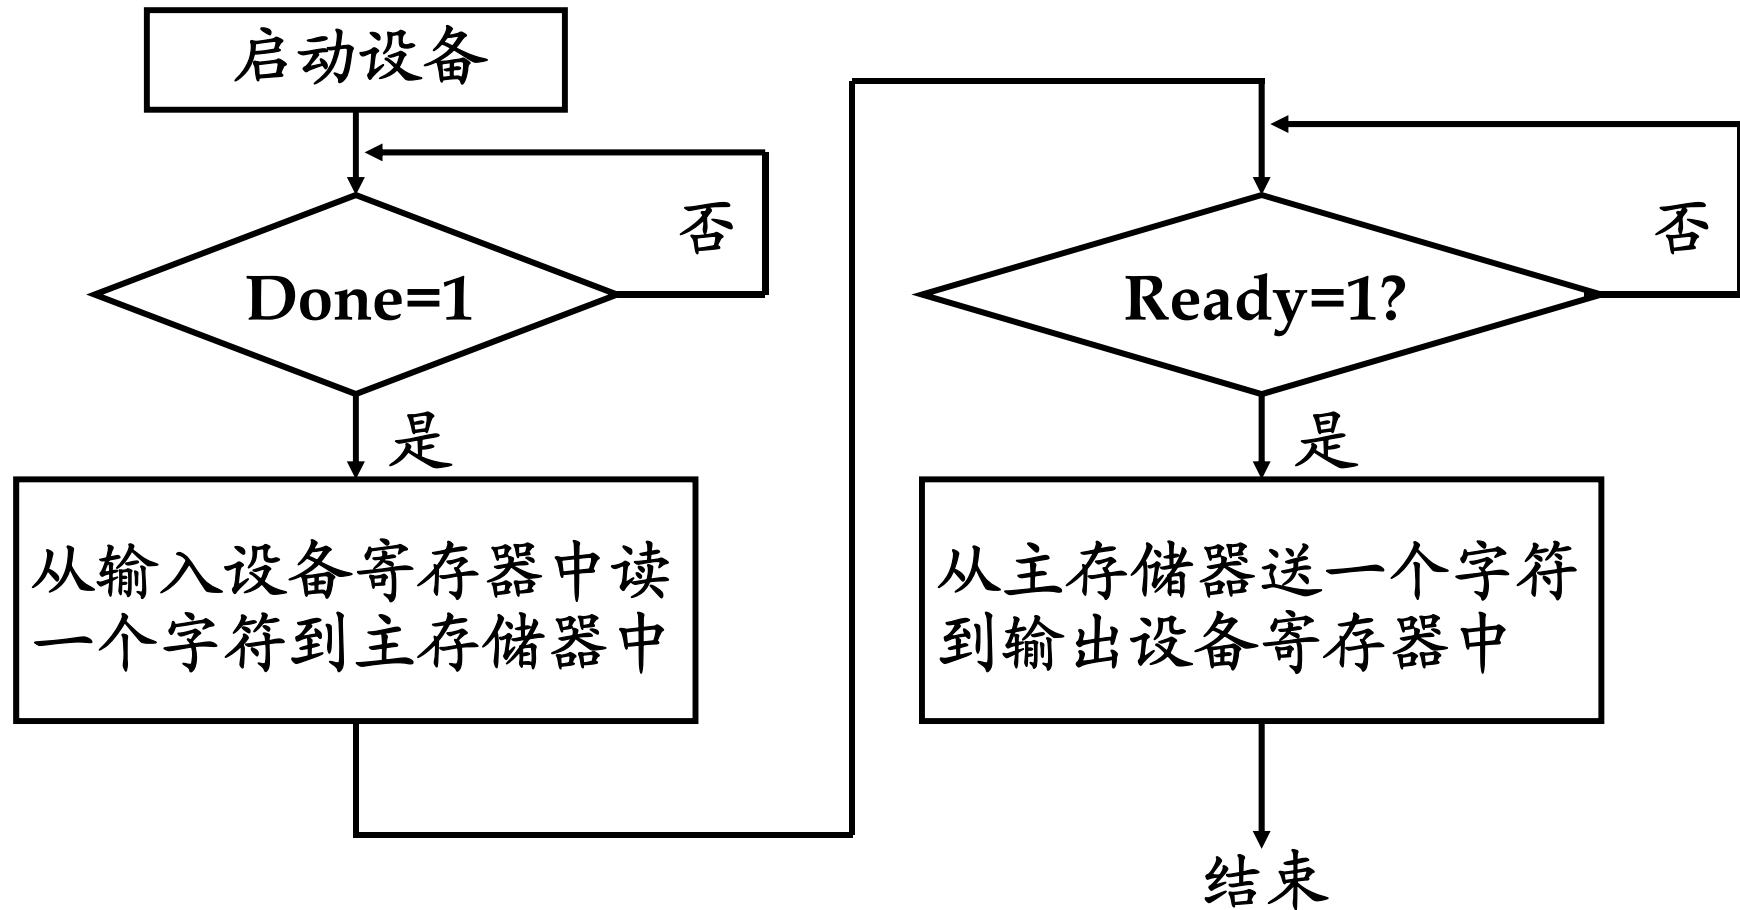 启动设备
否
Done=1
是
从输入设备寄存器中读
一个字符到主存储器中
否
Ready=1?
是
从主存储器送一个字符
到输出设备寄存器中
结束